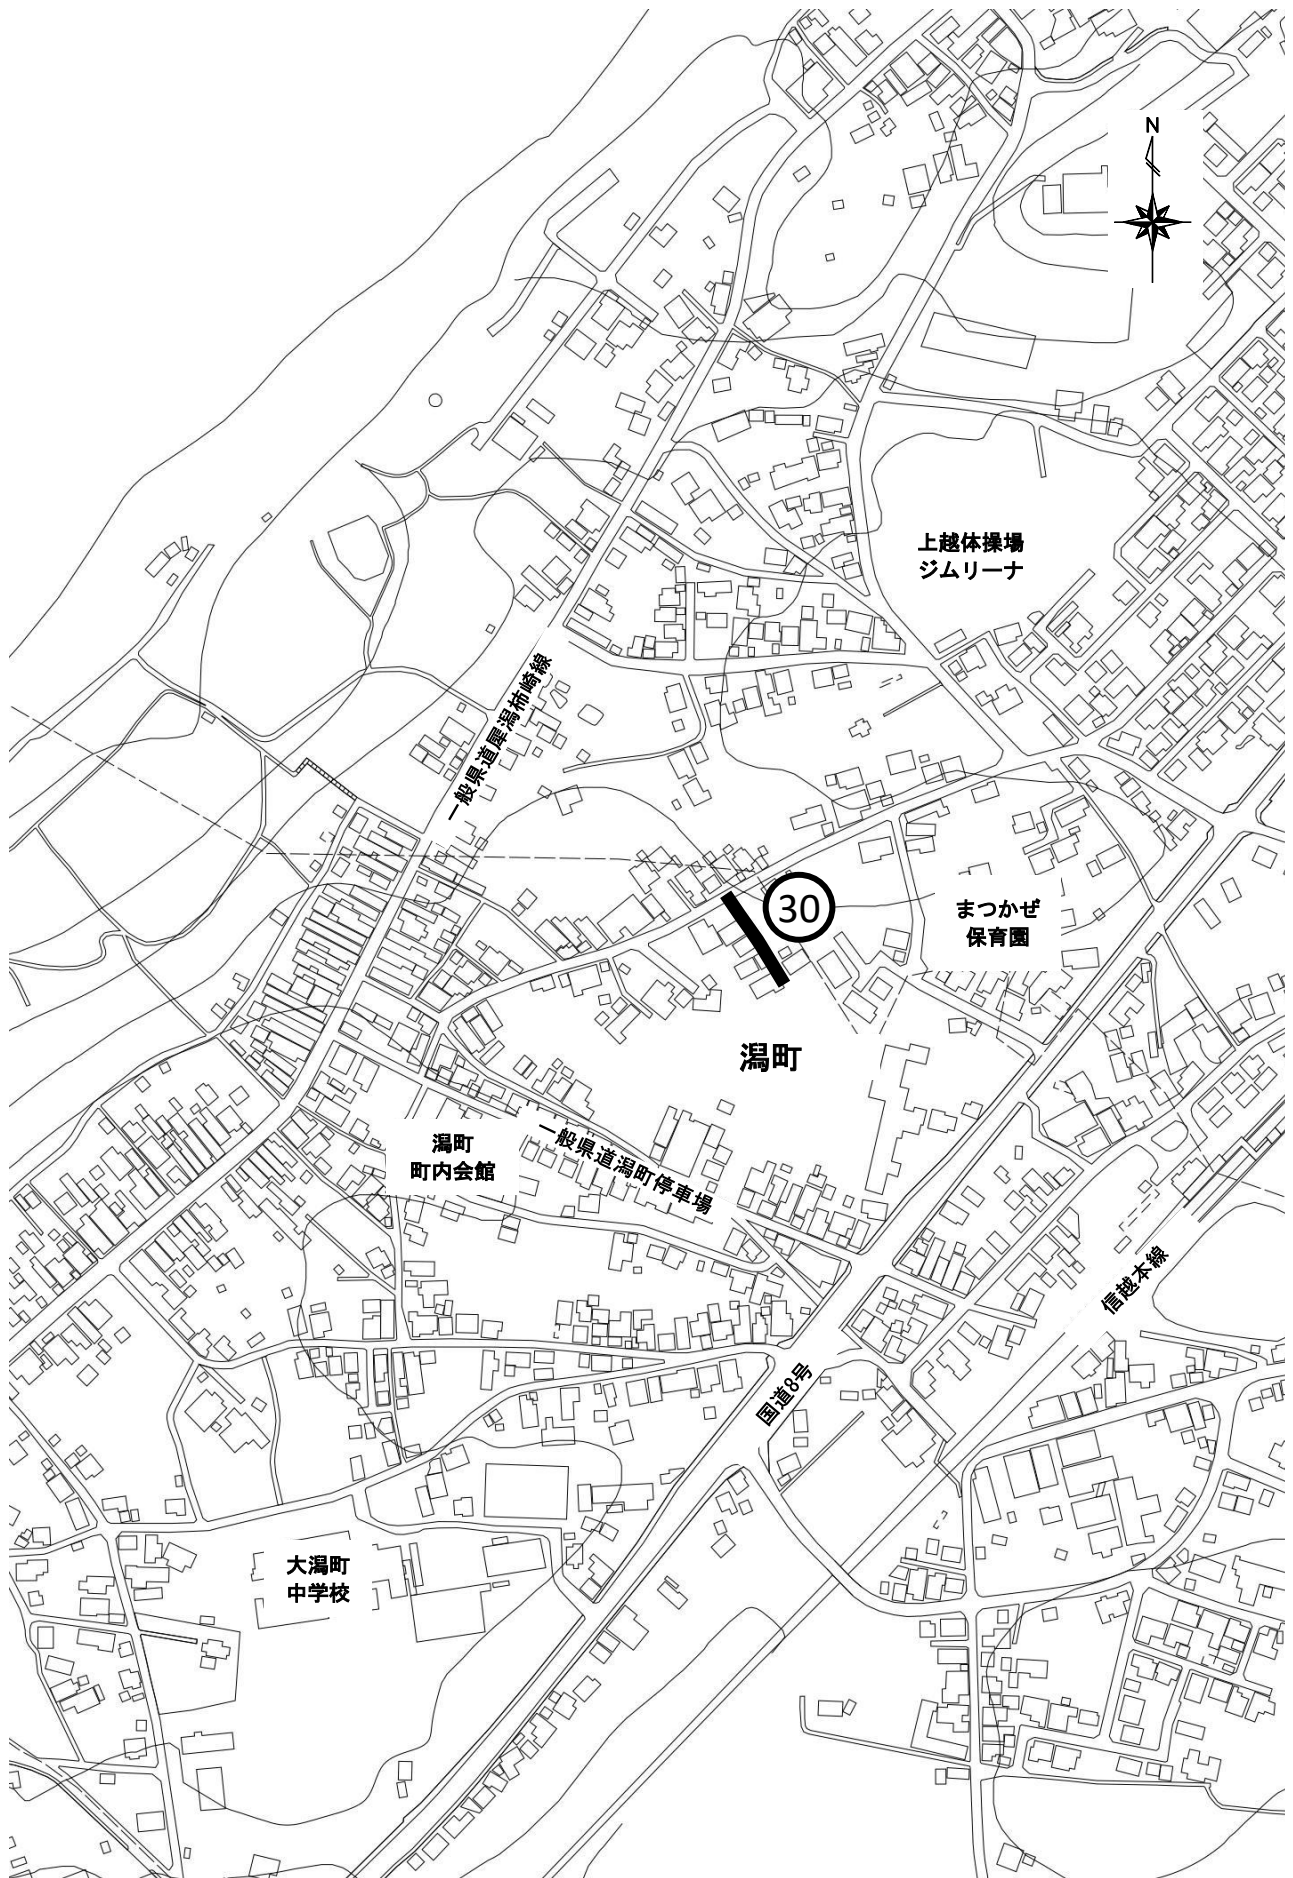 N
上越体操場
ジムリーナ
一般県道犀潟柿崎線
30
まつかぜ
保育園
潟町
潟町
町内会館
一般県道潟町停車場
信越本線
国道8号
大潟町
中学校